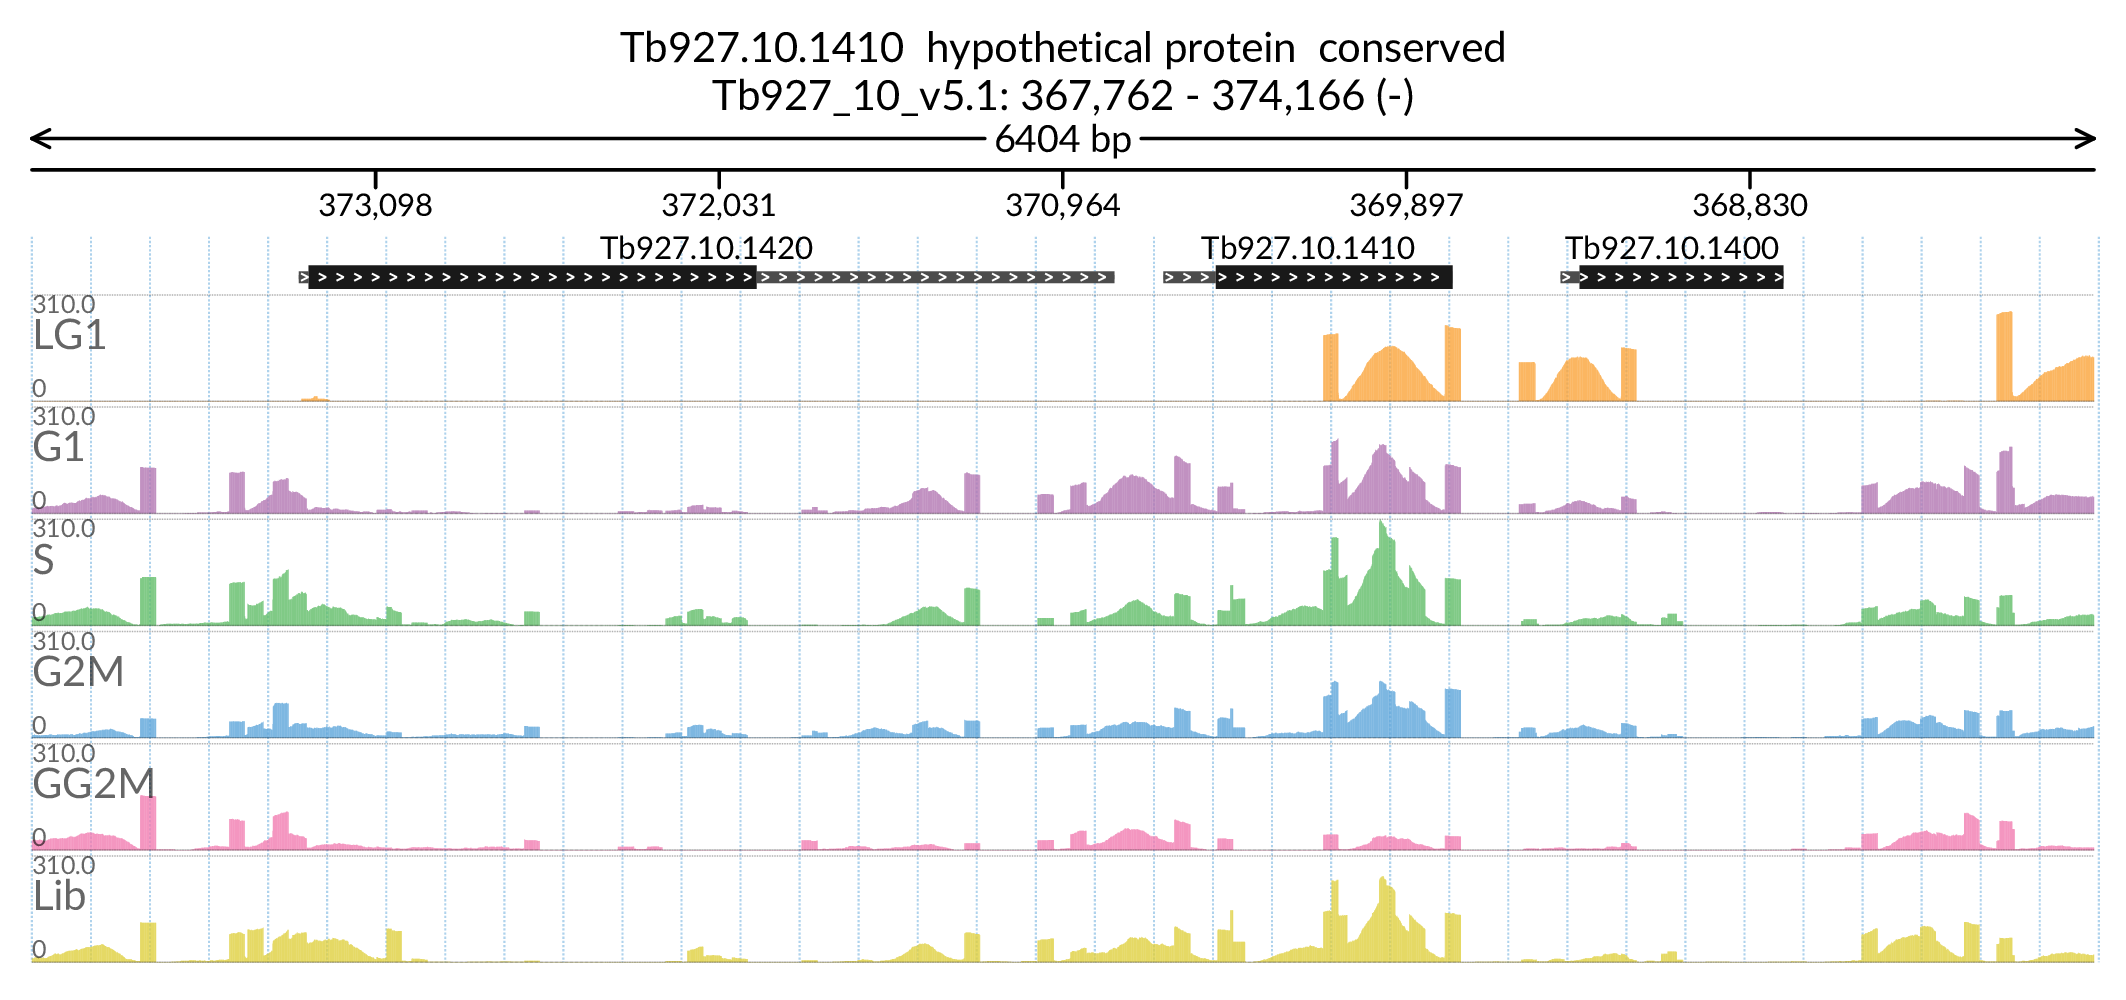 Tb927.10.1410  hypothetical protein  conserved
Tb927_10_v5.1: 367,762 - 374,166 (-)
6404 bp
373,098 372,031 370,964 369,897 368,830
Tb927.10.1420 Tb927.10.1410 Tb927.10.1400
310.0
LG1
0
310.0
G1
0
310.0
S
0
310.0
G2M
0
310.0
GG2M
0
310.0
Lib
0